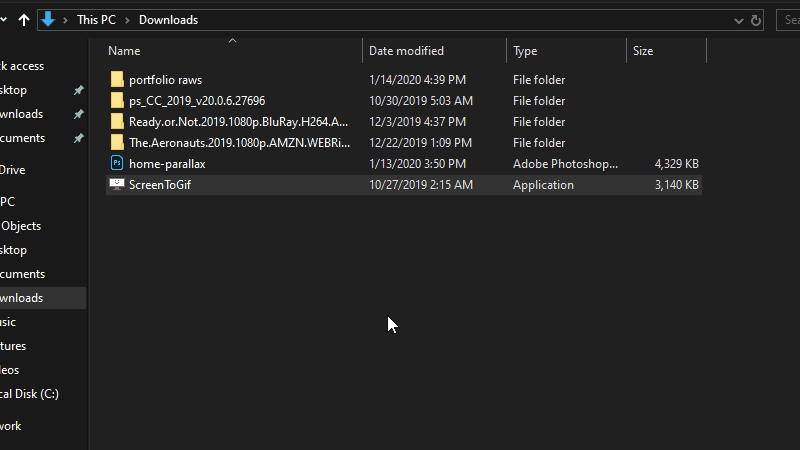 This PC > Downloads
Sea
Name Date modified Type Size
ck access
sktop
wnloads
cuments
Drive
PC
Objects
sktop
cuments
wnloads
usic
tures
leos
cal Disk (C:)
work
portfolio raws 1/14/2020 4:39 PM File folder
ps_CC_2019_v20.0.6.27696 10/30/2019 5:03 AM File folder
Ready.or.Not.2019.1080p.BluRay.H264.A... 12/3/2019 4:37 PM File folder
The.Aeronauts.2019.1080p.AMZN.WEBRi... 12/22/2019 1:09 PM File folder
Ps home-parallax 1/13/2020 3:50 PM Adobe Photoshop... 4,329 KB
ScreenToGif 10/27/2019 2:15 AM Application 3,140 KB